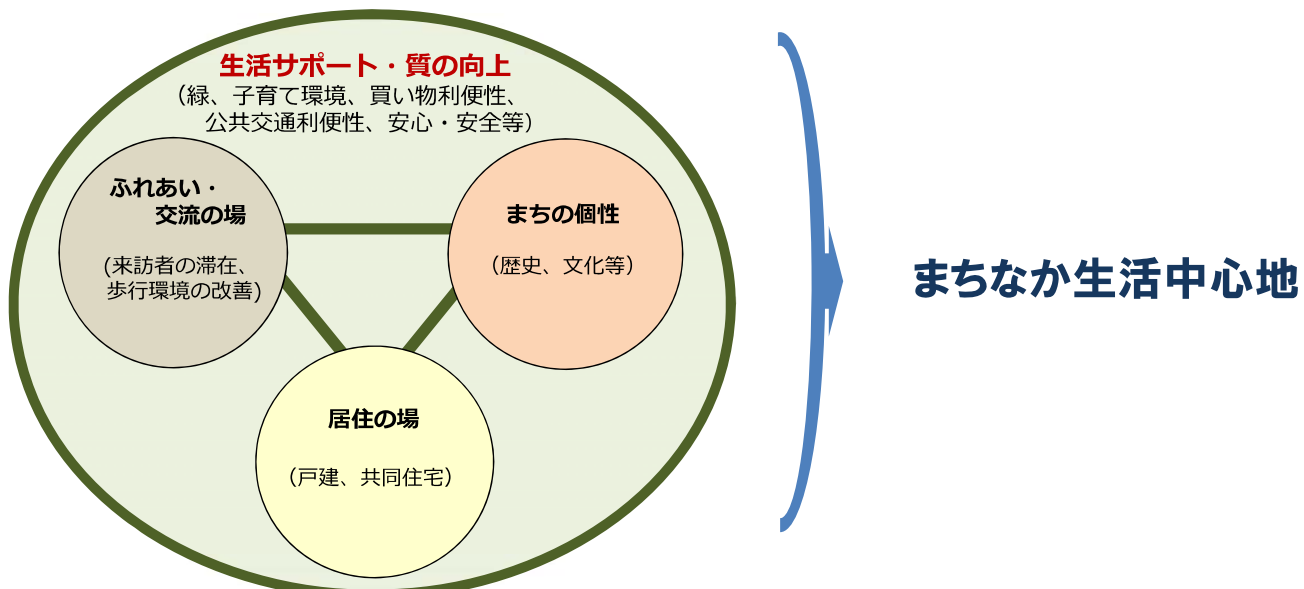 生活サポート・質の向上
（緑、子育て環境、買い物利便性、
公共交通利便性、安心・安全等）
ふれあい・
交流の場
(来訪者の滞在、
歩行環境の改善)
まちの個性
（歴史、文化等）
居住の場
（戸建、共同住宅）
まちなか生活中心地